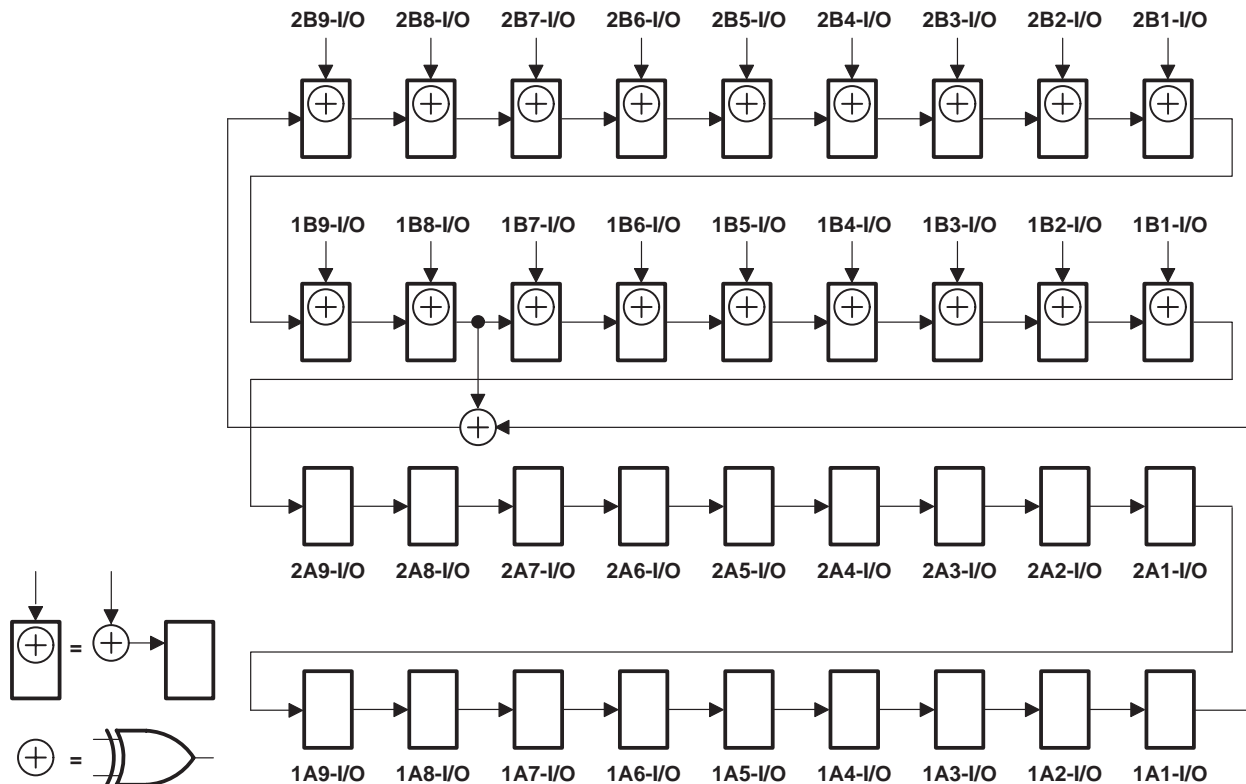 2B9-I/O 2B8-I/O 2B7-I/O 2B6-I/O 2B5-I/O 2B4-I/O 2B3-I/O 2B2-I/O 2B1-I/O
1B9-I/O 1B8-I/O 1B7-I/O 1B6-I/O 1B5-I/O 1B4-I/O 1B3-I/O 1B2-I/O 1B1-I/O
2A9-I/O 2A8-I/O 2A7-I/O 2A6-I/O 2A5-I/O 2A4-I/O 2A3-I/O 2A2-I/O 2A1-I/O
=
=
1A9-I/O 1A8-I/O 1A7-I/O 1A6-I/O 1A5-I/O 1A4-I/O 1A3-I/O 1A2-I/O 1A1-I/O